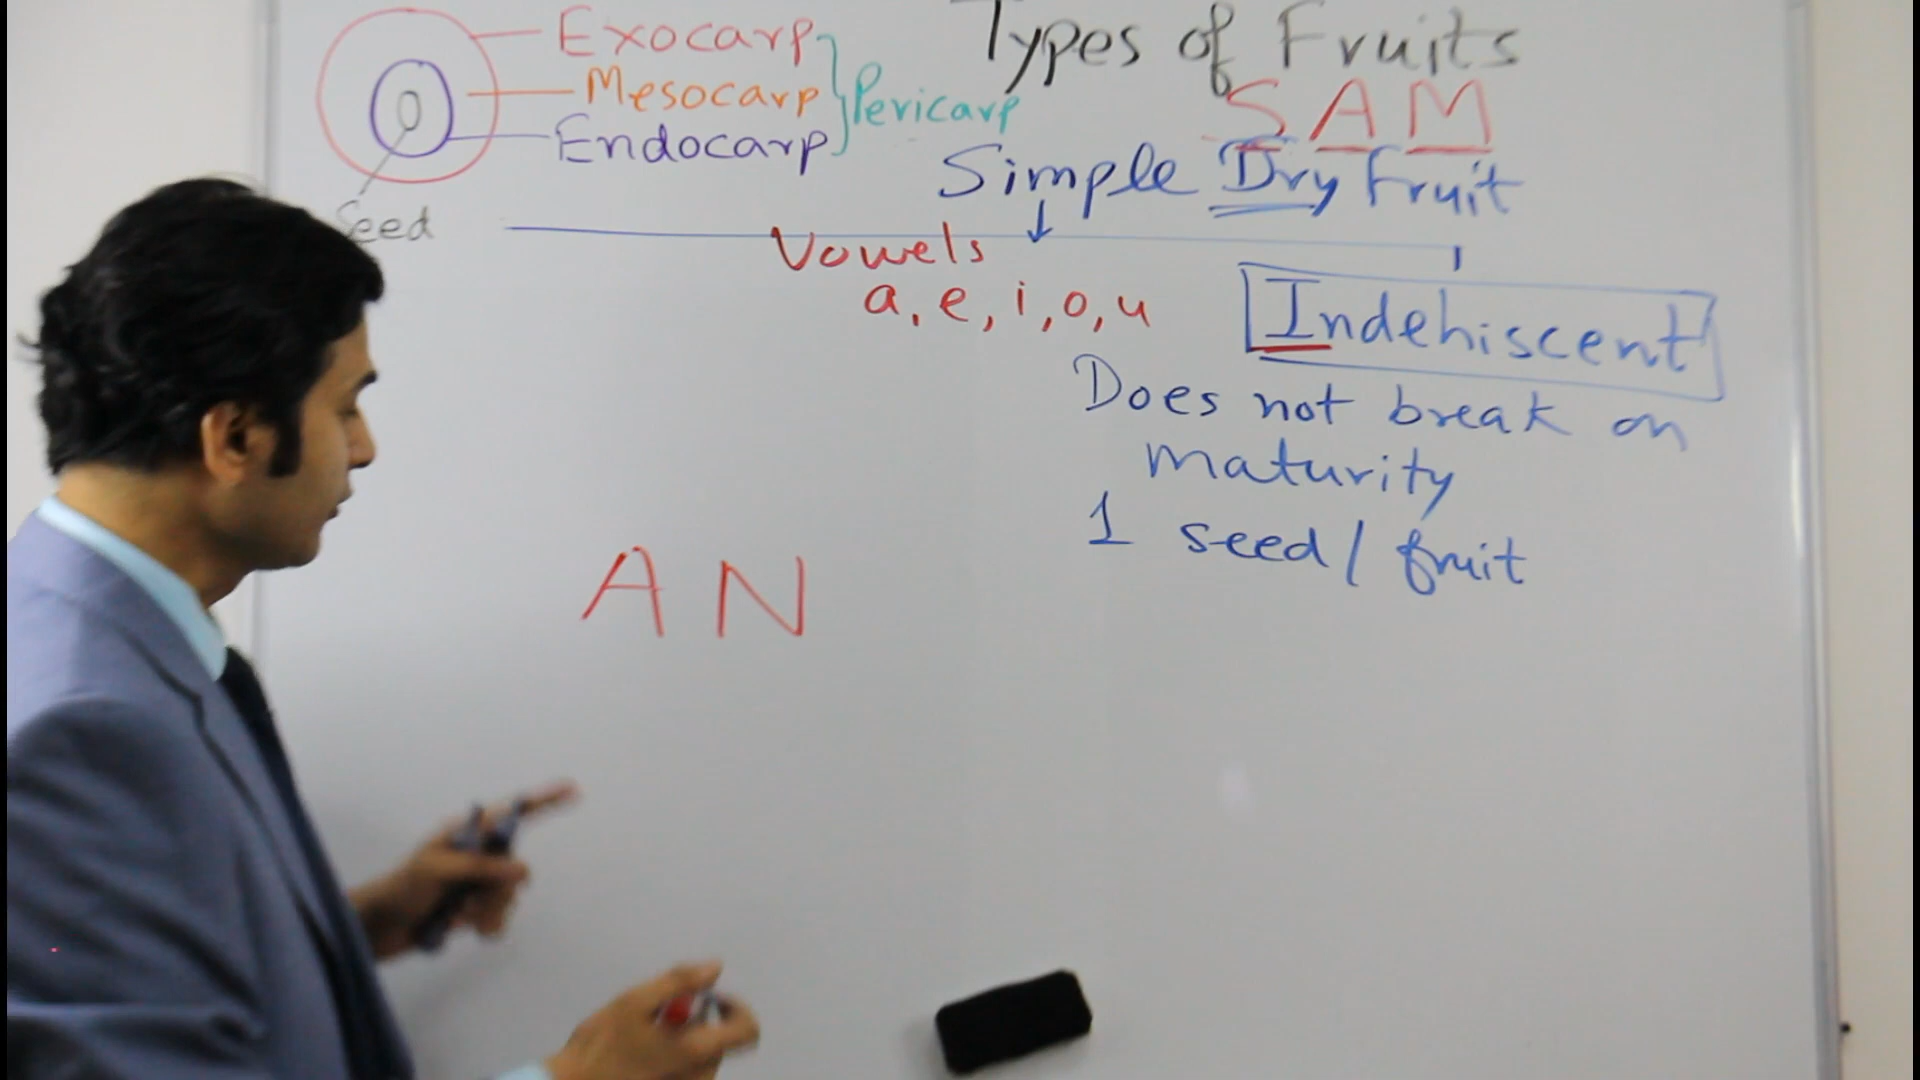 Types of Fruits
Exocarp
Mesocarp
Endocarp
Pericarp
Seed
SAM
Simple Dry Fruit
Vowels
a, e, i, o, u
Indehiscent
Does not break on
maturity
1 seed / fruit
A N